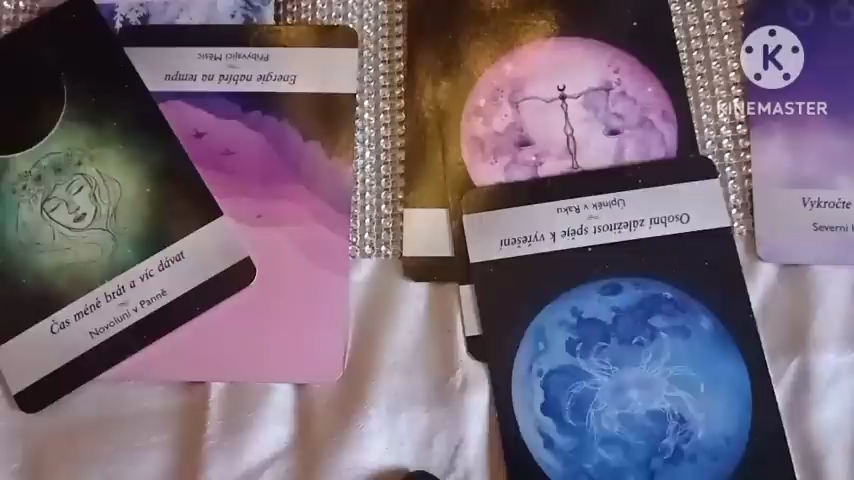 Přibývající Měsíc
Energie nabírá na tempu
Čas méně brát a víc dávat
Novoluní v Panně
Úplněk v Raku
Osobní záležitost spěje k vyřešení
Vykročte
Severní
K
KINEMASTER